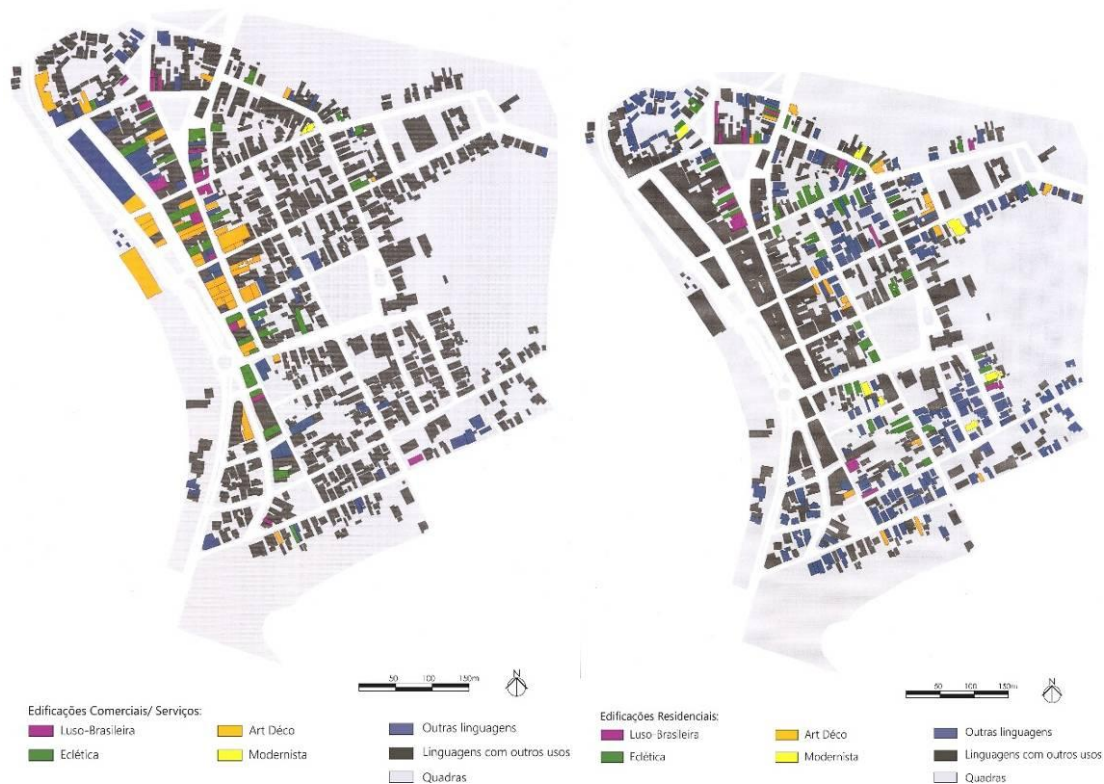 50 100 150m
N
Edificações Comerciais/ Serviços:
Luso-Brasileira
Art Déco
Outras linguagens
Eclética
Modernista
Linguagens com outros usos
Quadras
50 100 150m
N
Edificações Residenciais:
Luso-Brasileira
Art Déco
Outras linguagens
Eclética
Modernista
Linguagens com outros usos
Quadras